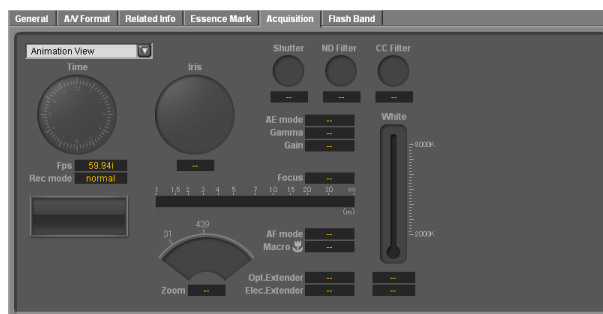 General A/V Format Related Info Essence Mark Acquisition Flash Band
Animation View
Shutter ND Filter CC Filter
Time Iris
-- -- --
AE mode --
White
Gamma --
Gain --
8000K
Fps 59.94i
--
Rec mode normal
Focus --
1 1.5 2 3 4 5 7 10 15 20 30 ∞
(m)
439
31
AF mode --
2000K
Macro --
Opt.Extender -- --
Zoom -- Elec.Extender -- --